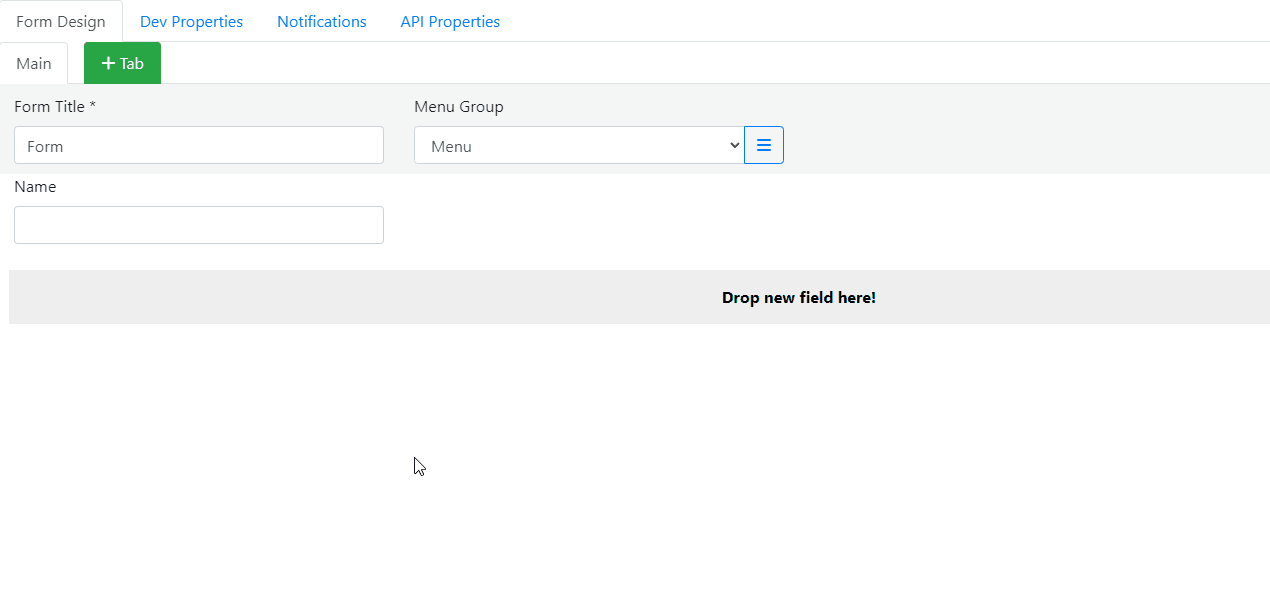 Form Design Dev Properties Notifications API Properties
Main + Tab
Form Title * Menu Group
Form Menu
Name
Drop new field here!